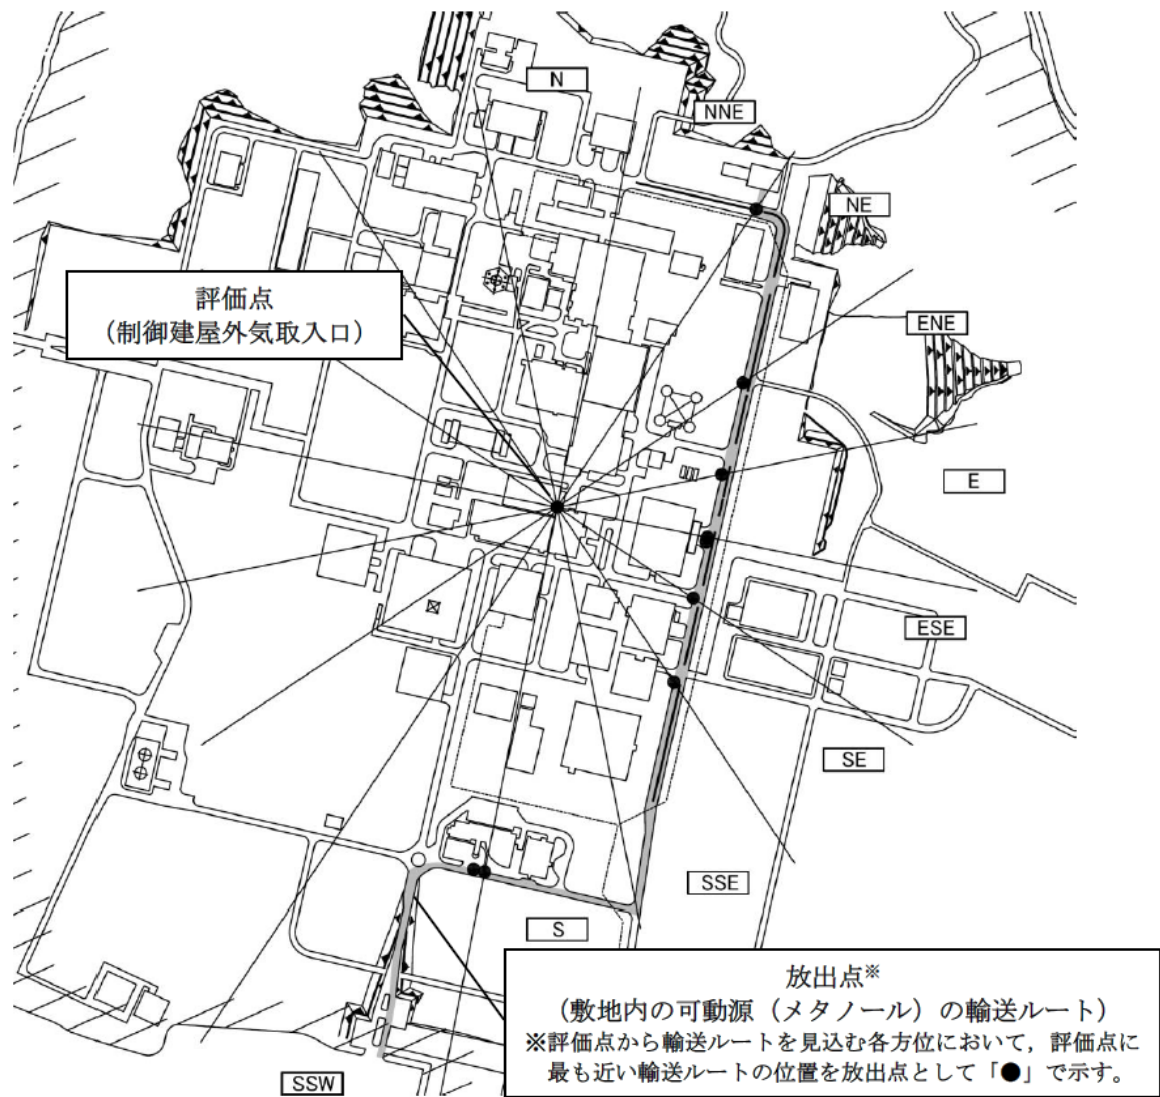 N
NNE
NE
評価点
（制御建屋外気取入口）
ENE
E
ESE
SE
SSE
S
放出点※
（敷地内の可動源（メタノール）の輸送ルート）
※評価点から輸送ルートを見込む各方位において，評価点に
最も近い輸送ルートの位置を放出点として「●」で示す。
SSW